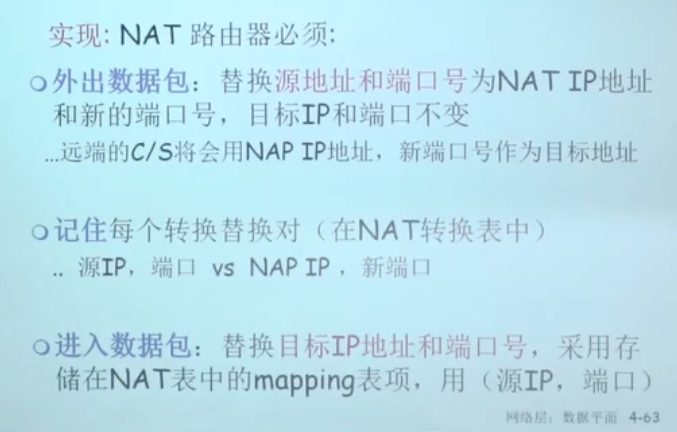 实现: NAT 路由器必须:
外出数据包：替换源地址和端口号为NAT IP地址
和新的端口号，目标IP和端口不变
…远端的C/S将会用NAP IP地址，新端口号作为目标地址
记住每个转换替换对（在NAT转换表中）
.. 源IP，端口 vs NAP IP ，新端口
进入数据包：替换目标IP地址和端口号，采用存
储在NAT表中的mapping表项，用（源IP，端口）
网络层：数据平面 4-63